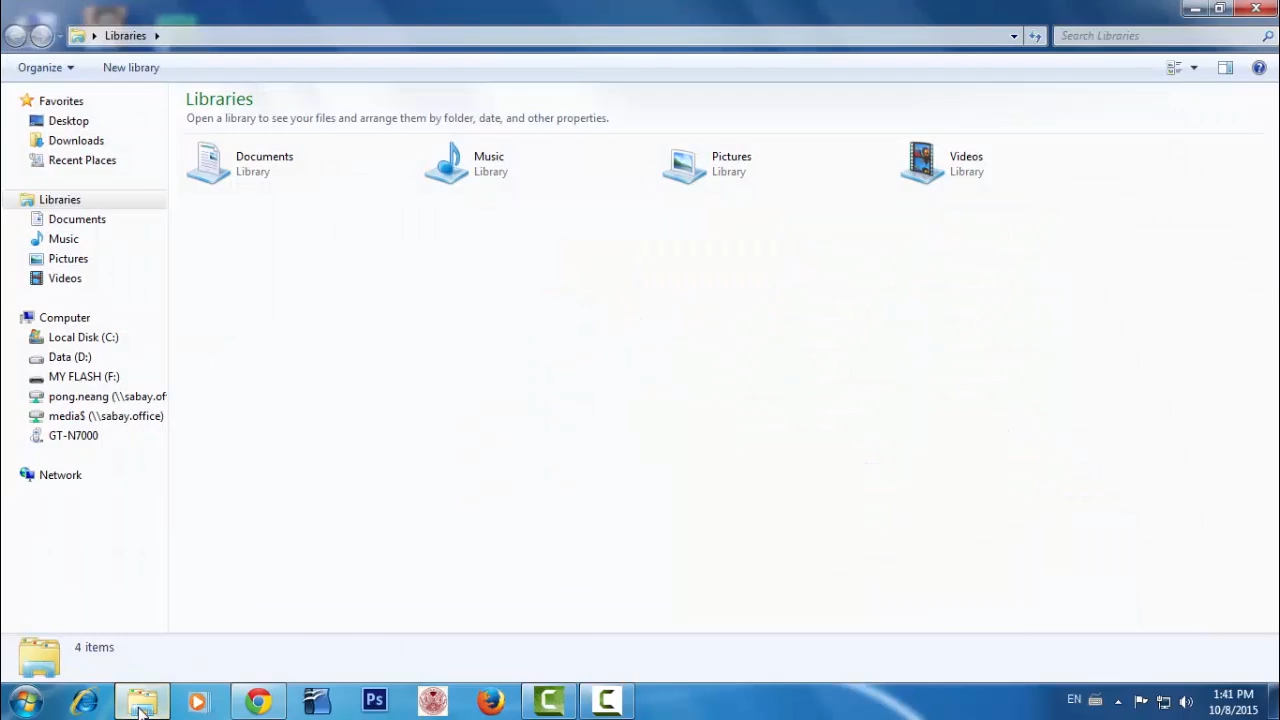 Libraries
Search Libraries
Organize
New library
Favorites
Desktop
Downloads
Recent Places
Libraries
Documents
Music
Pictures
Videos
Computer
Local Disk (C:)
Data (D:)
MY FLASH (F:)
pong.neang (\\sabay.of
media$ (\\sabay.office)
GT-N7000
Network
Libraries
Open a library to see your files and arrange them by folder, date, and other properties.
Documents
Library
Music
Library
Pictures
Library
Videos
Library
4 items
Ps
EN
1:41 PM
10/8/2015